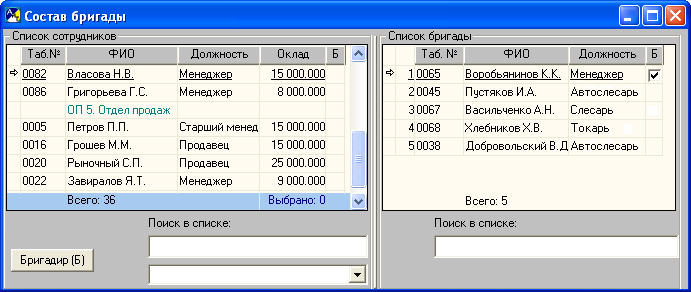 Состав бригады
Список сотрудников
Таб.№ ФИО Должность Оклад Б
0082 Власова Н.В. Менеджер 15 000.000
0086 Григорьева Г.С. Менеджер 8 000.000
ОП 5. Отдел продаж
0005 Петров П.П. Старший менед 15 000.000
0016 Грошев М.М. Продавец 15 000.000
0020 Рыночный С.П. Продавец 25 000.000
0022 Завиралов Я.Т. Менеджер 9 000.000
Всего: 36 Выбрано: 0
Поиск в списке:
Бригадир (Б)
Список бригады
Таб. № ФИО Должность Б
1 0065 Воробьянинов К.К. Менеджер
2 0045 Пустяков И.А. Автослесарь
3 0067 Васильченко А.Н. Слесарь
4 0068 Хлебников Х.В. Токарь
5 0038 Добровольский В.Д Автослесарь
Всего: 5
Поиск в списке: